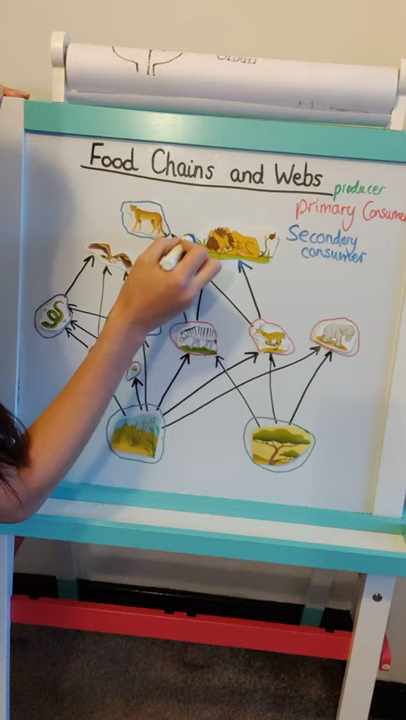 Food Chains and Webs
producer
Primary Consumer
Secondary
consumer